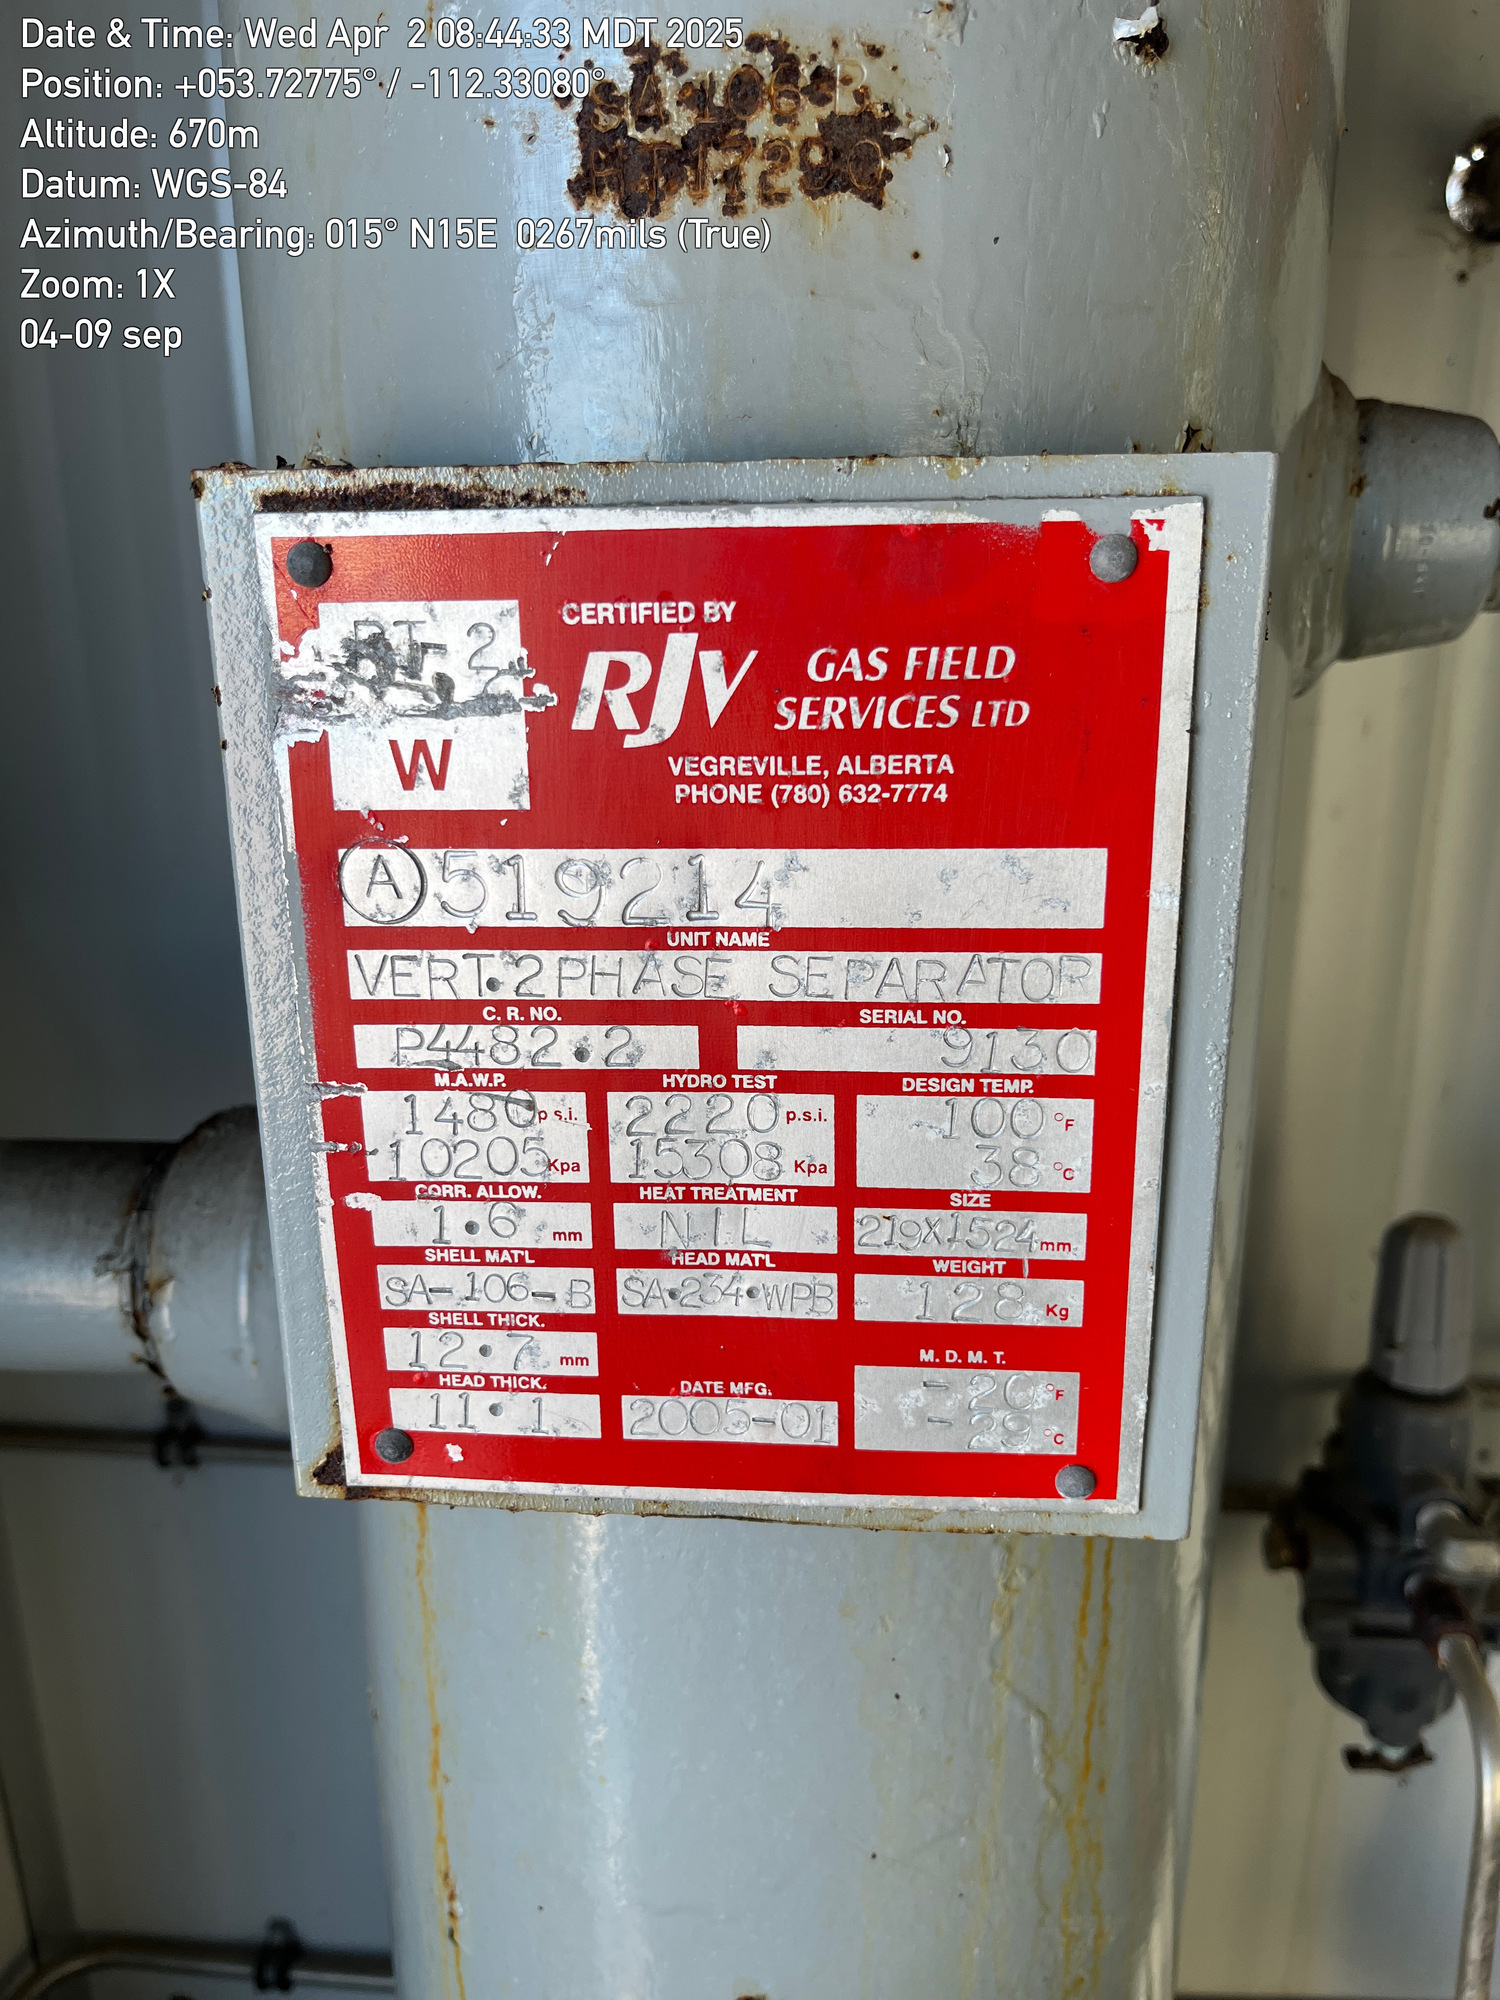 Date & Time: Wed Apr 2 08:44:33 MDT 2025
Position: +053.72775° / -112.33080°
Altitude: 670m
Datum: WGS-84
Azimuth/Bearing: 015° N15E 0267mils (True)
Zoom: 1X
04-09 sep
SA 106 B
RT-2
W
CERTIFIED BY
RJV GAS FIELD
SERVICES LTD
VEGREVILLE, ALBERTA
PHONE (780) 632-7774
A 519214
UNIT NAME
VERT.2PHASE SEPARATOR
C. R. NO. SERIAL NO.
P4482.2 9130
M.A.W.P. HYDRO TEST DESIGN TEMP.
1480 p.s.i. 2220 p.s.i. 100 °F
10205 Kpa 15308 Kpa 38 °C
CORR. ALLOW. HEAT TREATMENT SIZE
1.6 mm NIL 219X1524 mm
SHELL MAT'L HEAD MAT'L WEIGHT
SA-106-B SA.234.WPB 128 Kg
SHELL THICK.
12.7 mm M. D. M. T.
HEAD THICK. DATE MFG. -20 °F
11.1 2005-01 -29 °C